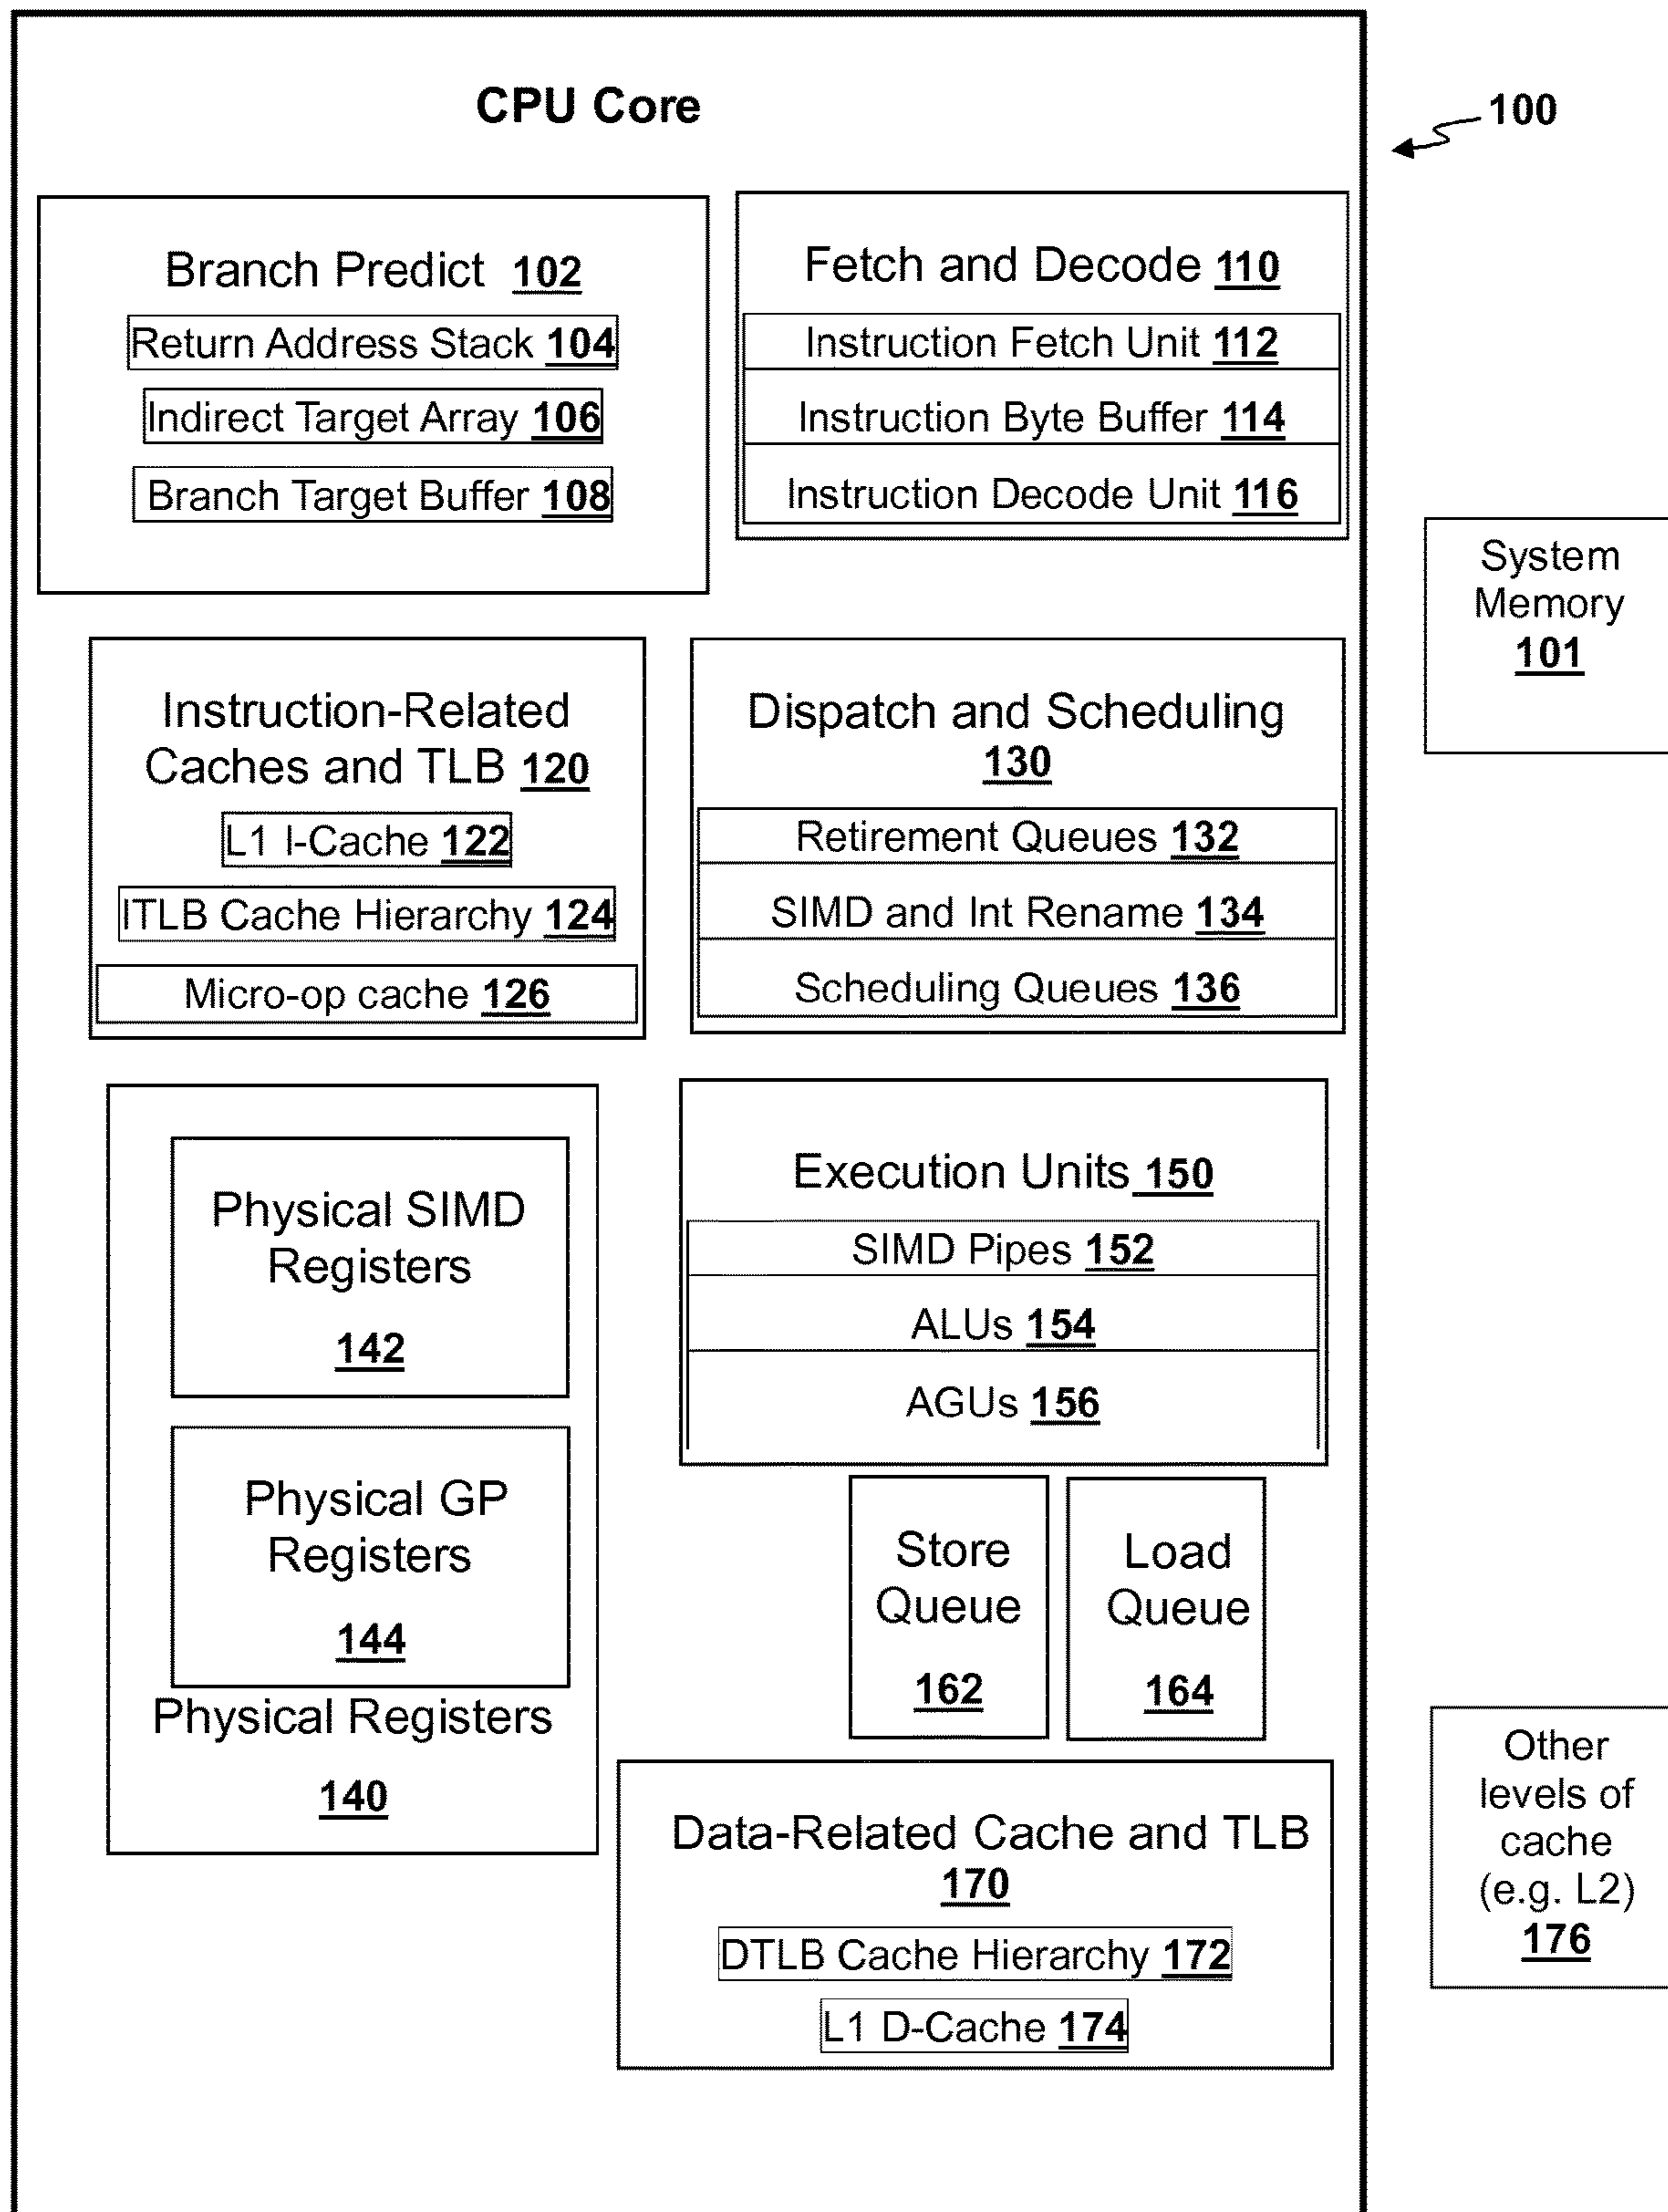 CPU Core
100
Branch Predict 102
Return Address Stack 104
Indirect Target Array 106
Branch Target Buffer 108
Fetch and Decode 110
Instruction Fetch Unit 112
Instruction Byte Buffer 114
Instruction Decode Unit 116
System
Memory
101
Instruction-Related
Caches and TLB 120
L1 I-Cache 122
ITLB Cache Hierarchy 124
Micro-op cache 126
Dispatch and Scheduling
130
Retirement Queues 132
SIMD and Int Rename 134
Scheduling Queues 136
Physical SIMD
Registers
142
Physical GP
Registers
144
Physical Registers
140
Execution Units 150
SIMD Pipes 152
ALUs 154
AGUs 156
Store
Queue
162
Load
Queue
164
Data-Related Cache and TLB
170
DTLB Cache Hierarchy 172
L1 D-Cache 174
Other
levels of
cache
(e.g. L2)
176